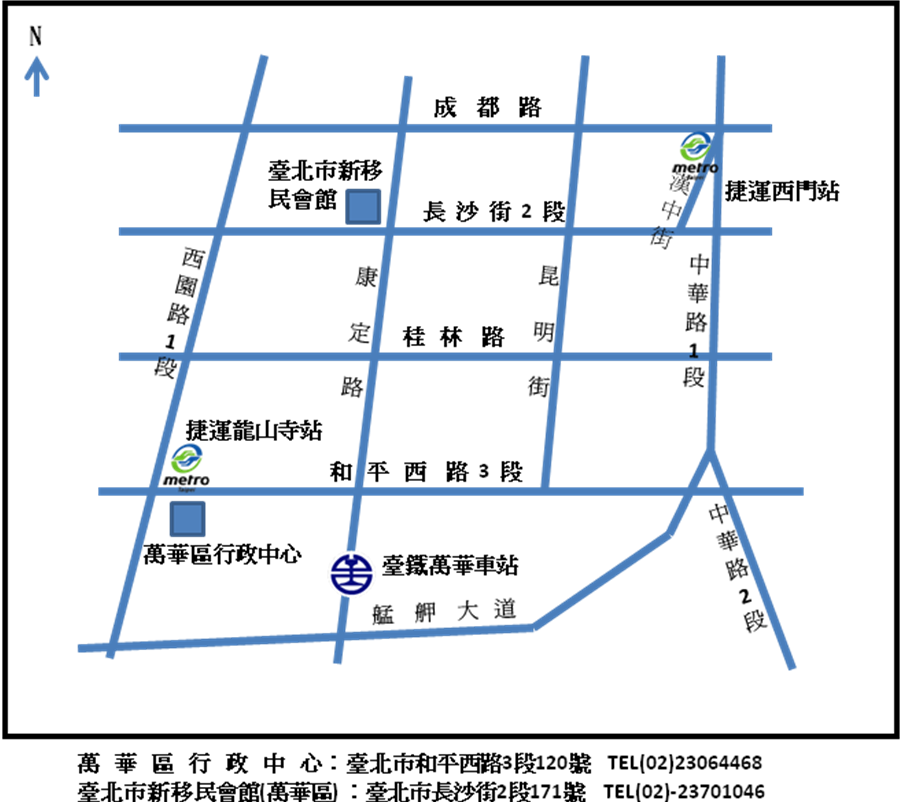 N
成都路
臺北市新移
民會館
metro
捷運西門站
漢中街
長沙街2段
西園路1段
康定路
昆明街
中華路1段
桂林路
捷運龍山寺站
metro
和平西路3段
萬華區行政中心
臺鐵萬華車站
中華路2段
艋舺大道
萬華區行政中心：臺北市和平西路3段120號 TEL(02)23064468
臺北市新移民會館(萬華區)：臺北市長沙街2段171號 TEL(02)-23701046